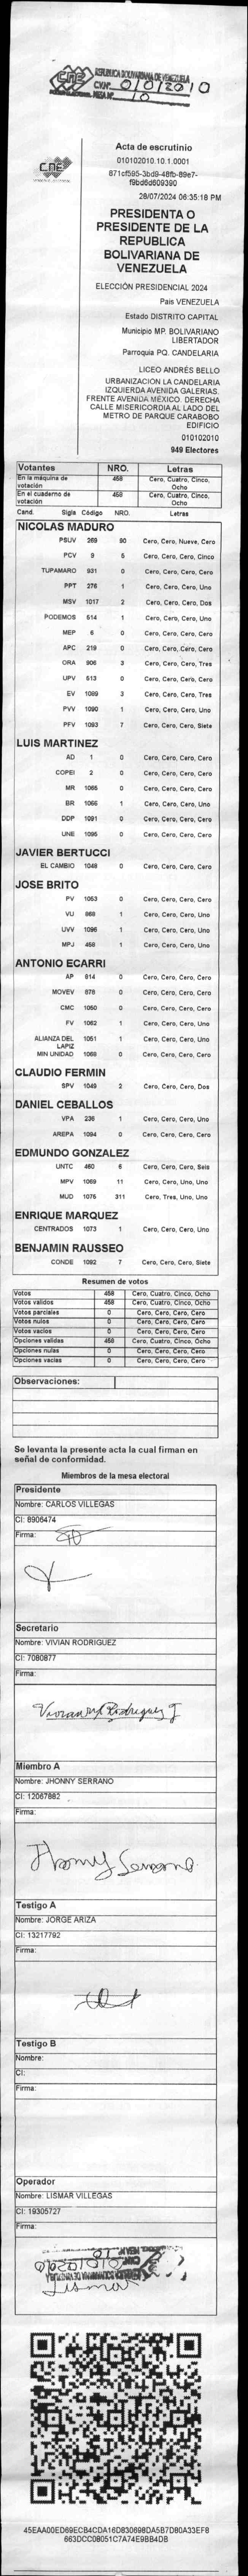 CNE
REPÚBLICA BOLIVARIANA DE VENEZUELA
010102010
MESA Nº 10
CNE
Acta de escrutinio
010102010.10.1.0001
871cf595-3bd9-48fb-89e7-
f9bd6d609390
28/07/2024 06:35:18 PM
PRESIDENTA O
PRESIDENTE DE LA
REPUBLICA
BOLIVARIANA DE
VENEZUELA
ELECCIÓN PRESIDENCIAL 2024
Pais VENEZUELA
Estado DISTRITO CAPITAL
Municipio MP. BOLIVARIANO
LIBERTADOR
Parroquia PQ. CANDELARIA
LICEO ANDRÉS BELLO
URBANIZACION LA CANDELARIA
IZQUIERDA AVENIDA GALERIAS.
FRENTE AVENIDA MÉXICO. DERECHA
CALLE MISERICORDIA AL LADO DEL
METRO DE PARQUE CARABOBO
EDIFICIO
010102010
949 Electores
Votantes NRO. Letras
En la máquina de votación 458 Cero, Cuatro, Cinco, Ocho
En el cuaderno de votación 458 Cero, Cuatro, Cinco, Ocho
Cand. Sigla Código NRO. Letras
NICOLAS MADURO
PSUV 269 90 Cero, Cero, Nueve, Cero
PCV 9 5 Cero, Cero, Cero, Cinco
TUPAMARO 931 0 Cero, Cero, Cero, Cero
PPT 276 1 Cero, Cero, Cero, Uno
MSV 1017 2 Cero, Cero, Cero, Dos
PODEMOS 514 1 Cero, Cero, Cero, Uno
MEP 6 0 Cero, Cero, Cero, Cero
APC 219 0 Cero, Cero, Cero, Cero
ORA 906 3 Cero, Cero, Cero, Tres
UPV 513 0 Cero, Cero, Cero, Cero
EV 1089 3 Cero, Cero, Cero, Tres
PVV 1090 1 Cero, Cero, Cero, Uno
PFV 1093 7 Cero, Cero, Cero, Siete
LUIS MARTINEZ
AD 1 0 Cero, Cero, Cero, Cero
COPEI 2 0 Cero, Cero, Cero, Cero
MR 1065 0 Cero, Cero, Cero, Cero
BR 1066 1 Cero, Cero, Cero, Uno
DDP 1091 0 Cero, Cero, Cero, Cero
UNE 1095 0 Cero, Cero, Cero, Cero
JAVIER BERTUCCI
EL CAMBIO 1048 0 Cero, Cero, Cero, Cero
JOSE BRITO
PV 1053 0 Cero, Cero, Cero, Cero
VU 868 1 Cero, Cero, Cero, Uno
UVV 1096 1 Cero, Cero, Cero, Uno
MPJ 458 1 Cero, Cero, Cero, Uno
ANTONIO ECARRI
AP 814 0 Cero, Cero, Cero, Cero
MOVEV 878 0 Cero, Cero, Cero, Cero
CMC 1050 0 Cero, Cero, Cero, Cero
FV 1062 1 Cero, Cero, Cero, Uno
ALIANZA DEL LAPIZ 1051 1 Cero, Cero, Cero, Uno
MIN UNIDAD 1069 0 Cero, Cero, Cero, Cero
CLAUDIO FERMIN
SPV 1049 2 Cero, Cero, Cero, Dos
DANIEL CEBALLOS
VPA 236 1 Cero, Cero, Cero, Uno
AREPA 1094 0 Cero, Cero, Cero, Cero
EDMUNDO GONZALEZ
UNTC 460 6 Cero, Cero, Cero, Seis
MPV 1069 11 Cero, Cero, Uno, Uno
MUD 1075 311 Cero, Tres, Uno, Uno
ENRIQUE MARQUEZ
CENTRADOS 1073 1 Cero, Cero, Cero, Uno
BENJAMIN RAUSSEO
CONDE 1092 7 Cero, Cero, Cero, Siete
Resumen de votos
Votos 458 Cero, Cuatro, Cinco, Ocho
Votos validos 458 Cero, Cuatro, Cinco, Ocho
Votos parciales 0 Cero, Cero, Cero, Cero
Votos nulos 0 Cero, Cero, Cero, Cero
Votos vacios 0 Cero, Cero, Cero, Cero
Opciones validas 458 Cero, Cuatro, Cinco, Ocho
Opciones nulas 0 Cero, Cero, Cero, Cero
Opciones vacias 0 Cero, Cero, Cero, Cero
Observaciones:
Se levanta la presente acta la cual firman en
señal de conformidad.
Miembros de la mesa electoral
Presidente
Nombre: CARLOS VILLEGAS
CI: 6906474
Firma:
Secretario
Nombre: VIVIAN RODRIGUEZ
CI: 7080877
Firma:
Vivian Rodriguez
Miembro A
Nombre: JHONNY SERRANO
CI: 12067882
Firma:
Jhonny Serrano
Testigo A
Nombre: JORGE ARIZA
CI: 13217792
Firma:
Testigo B
Nombre:
CI:
Firma:
Operador
Nombre: LISMAR VILLEGAS
CI: 19305727
Firma:
Lismar
45EAA00ED69ECB4CDA16D830698DA5B7D80A33EF8
663DCC08051C7A74E9BB4DB